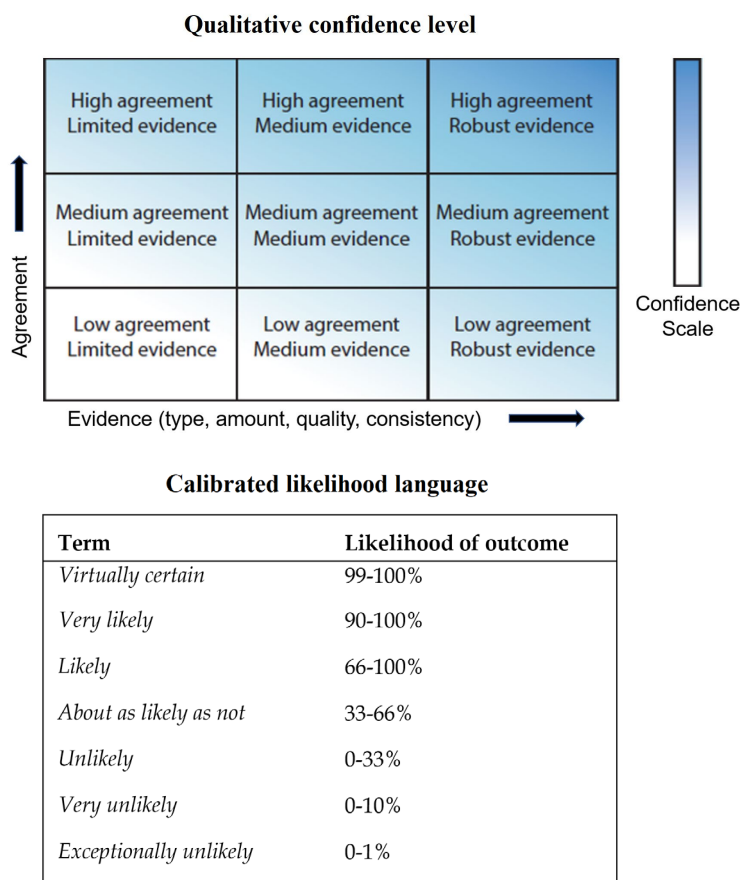 Qualitative confidence level
High agreement
Limited evidence
High agreement
Medium evidence
High agreement
Robust evidence
Medium agreement
Limited evidence
Medium agreement
Medium evidence
Medium agreement
Robust evidence
Low agreement
Limited evidence
Low agreement
Medium evidence
Low agreement
Robust evidence
Agreement
Evidence (type, amount, quality, consistency)
Confidence
Scale
Calibrated likelihood language
Term Likelihood of outcome
Virtually certain 99-100%
Very likely 90-100%
Likely 66-100%
About as likely as not 33-66%
Unlikely 0-33%
Very unlikely 0-10%
Exceptionally unlikely 0-1%